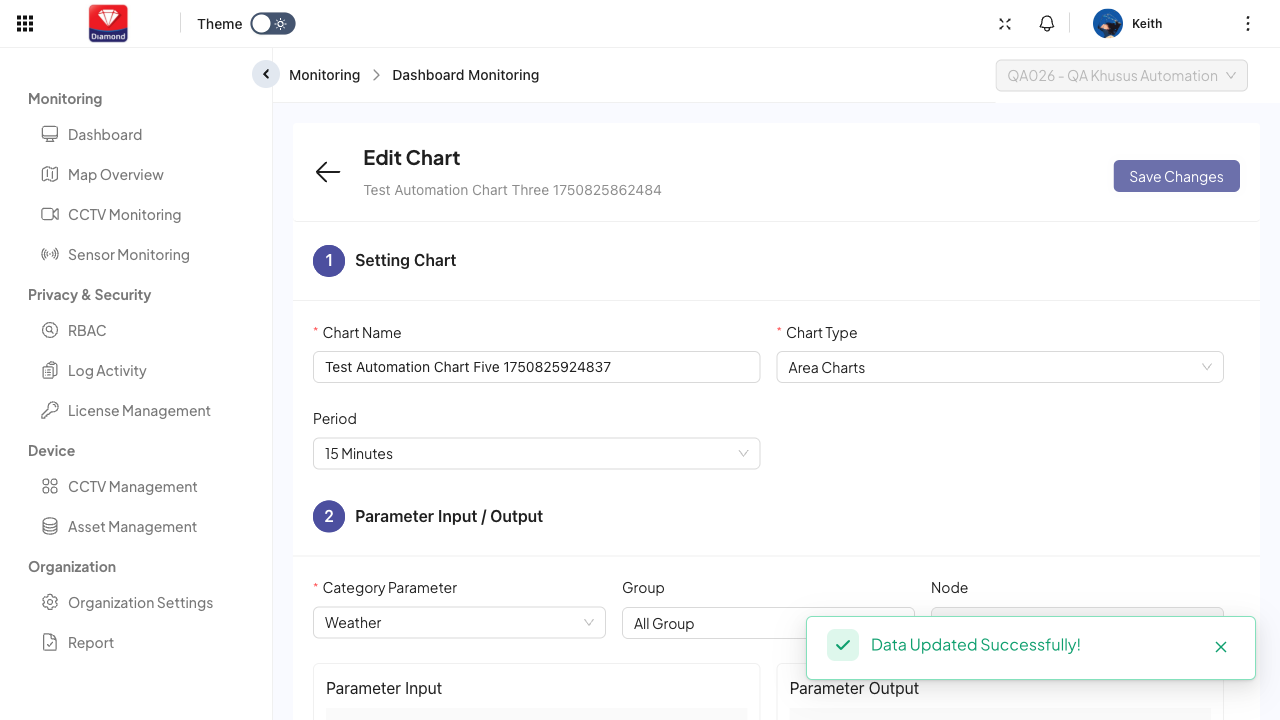 Diamond
Theme
Keith
Monitoring
Dashboard Monitoring
QA026 - QA Khusus Automation
Monitoring
Dashboard
Map Overview
CCTV Monitoring
Sensor Monitoring
Privacy & Security
RBAC
Log Activity
License Management
Device
CCTV Management
Asset Management
Organization
Organization Settings
Report
Edit Chart
Test Automation Chart Three 1750825862484
Save Changes
1 Setting Chart
* Chart Name
Test Automation Chart Five 1750825924837
* Chart Type
Area Charts
Period
15 Minutes
2 Parameter Input / Output
* Category Parameter
Weather
Group
All Group
Node
Data Updated Successfully!
Parameter Input
Parameter Output